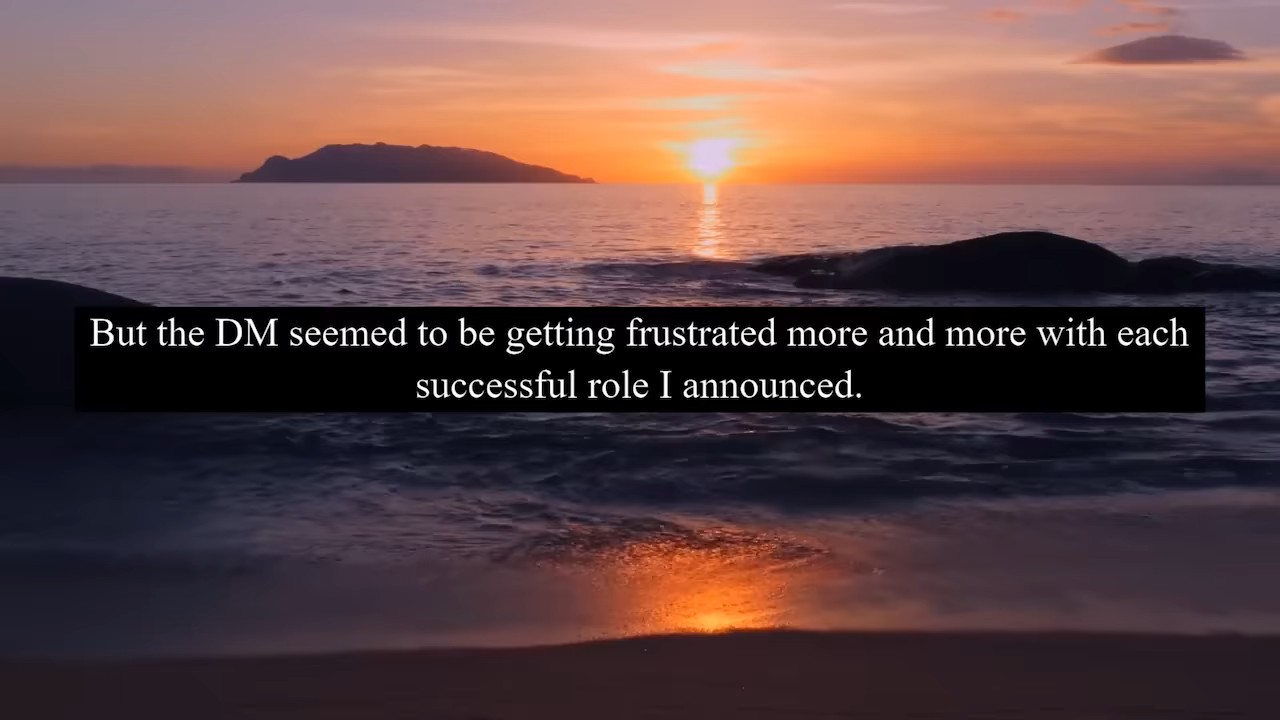 But the DM seemed to be getting frustrated more and more with each
successful role I announced.